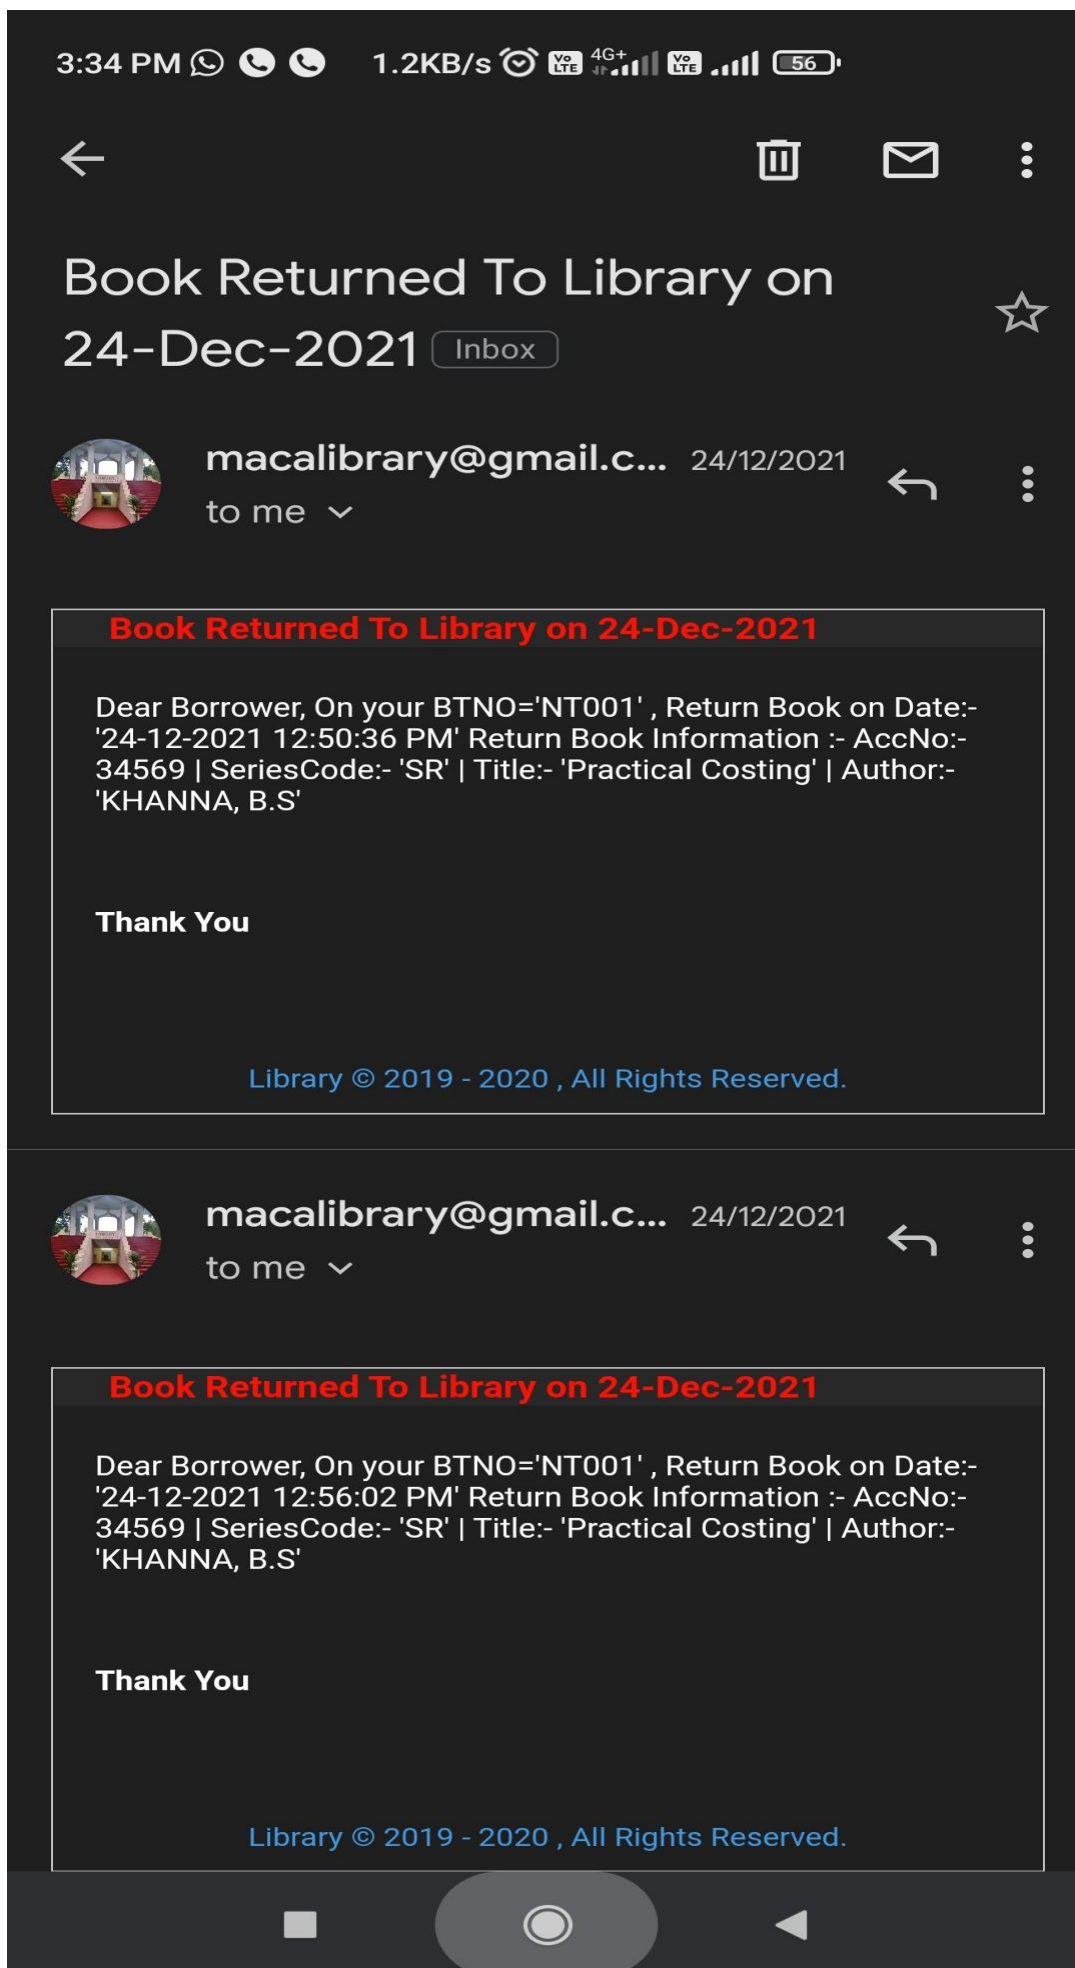 3:34 PM 1.2KB/s Vo LTE 4G+ Vo LTE 56
Book Returned To Library on
24-Dec-2021 Inbox
macalibrary@gmail.c... 24/12/2021
to me
Book Returned To Library on 24-Dec-2021
Dear Borrower, On your BTNO='NT001' , Return Book on Date:-
'24-12-2021 12:50:36 PM' Return Book Information :- AccNo:-
34569 | SeriesCode:- 'SR' | Title:- 'Practical Costing' | Author:-
'KHANNA, B.S'
Thank You
Library © 2019 - 2020 , All Rights Reserved.
macalibrary@gmail.c... 24/12/2021
to me
Book Returned To Library on 24-Dec-2021
Dear Borrower, On your BTNO='NT001' , Return Book on Date:-
'24-12-2021 12:56:02 PM' Return Book Information :- AccNo:-
34569 | SeriesCode:- 'SR' | Title:- 'Practical Costing' | Author:-
'KHANNA, B.S'
Thank You
Library © 2019 - 2020 , All Rights Reserved.